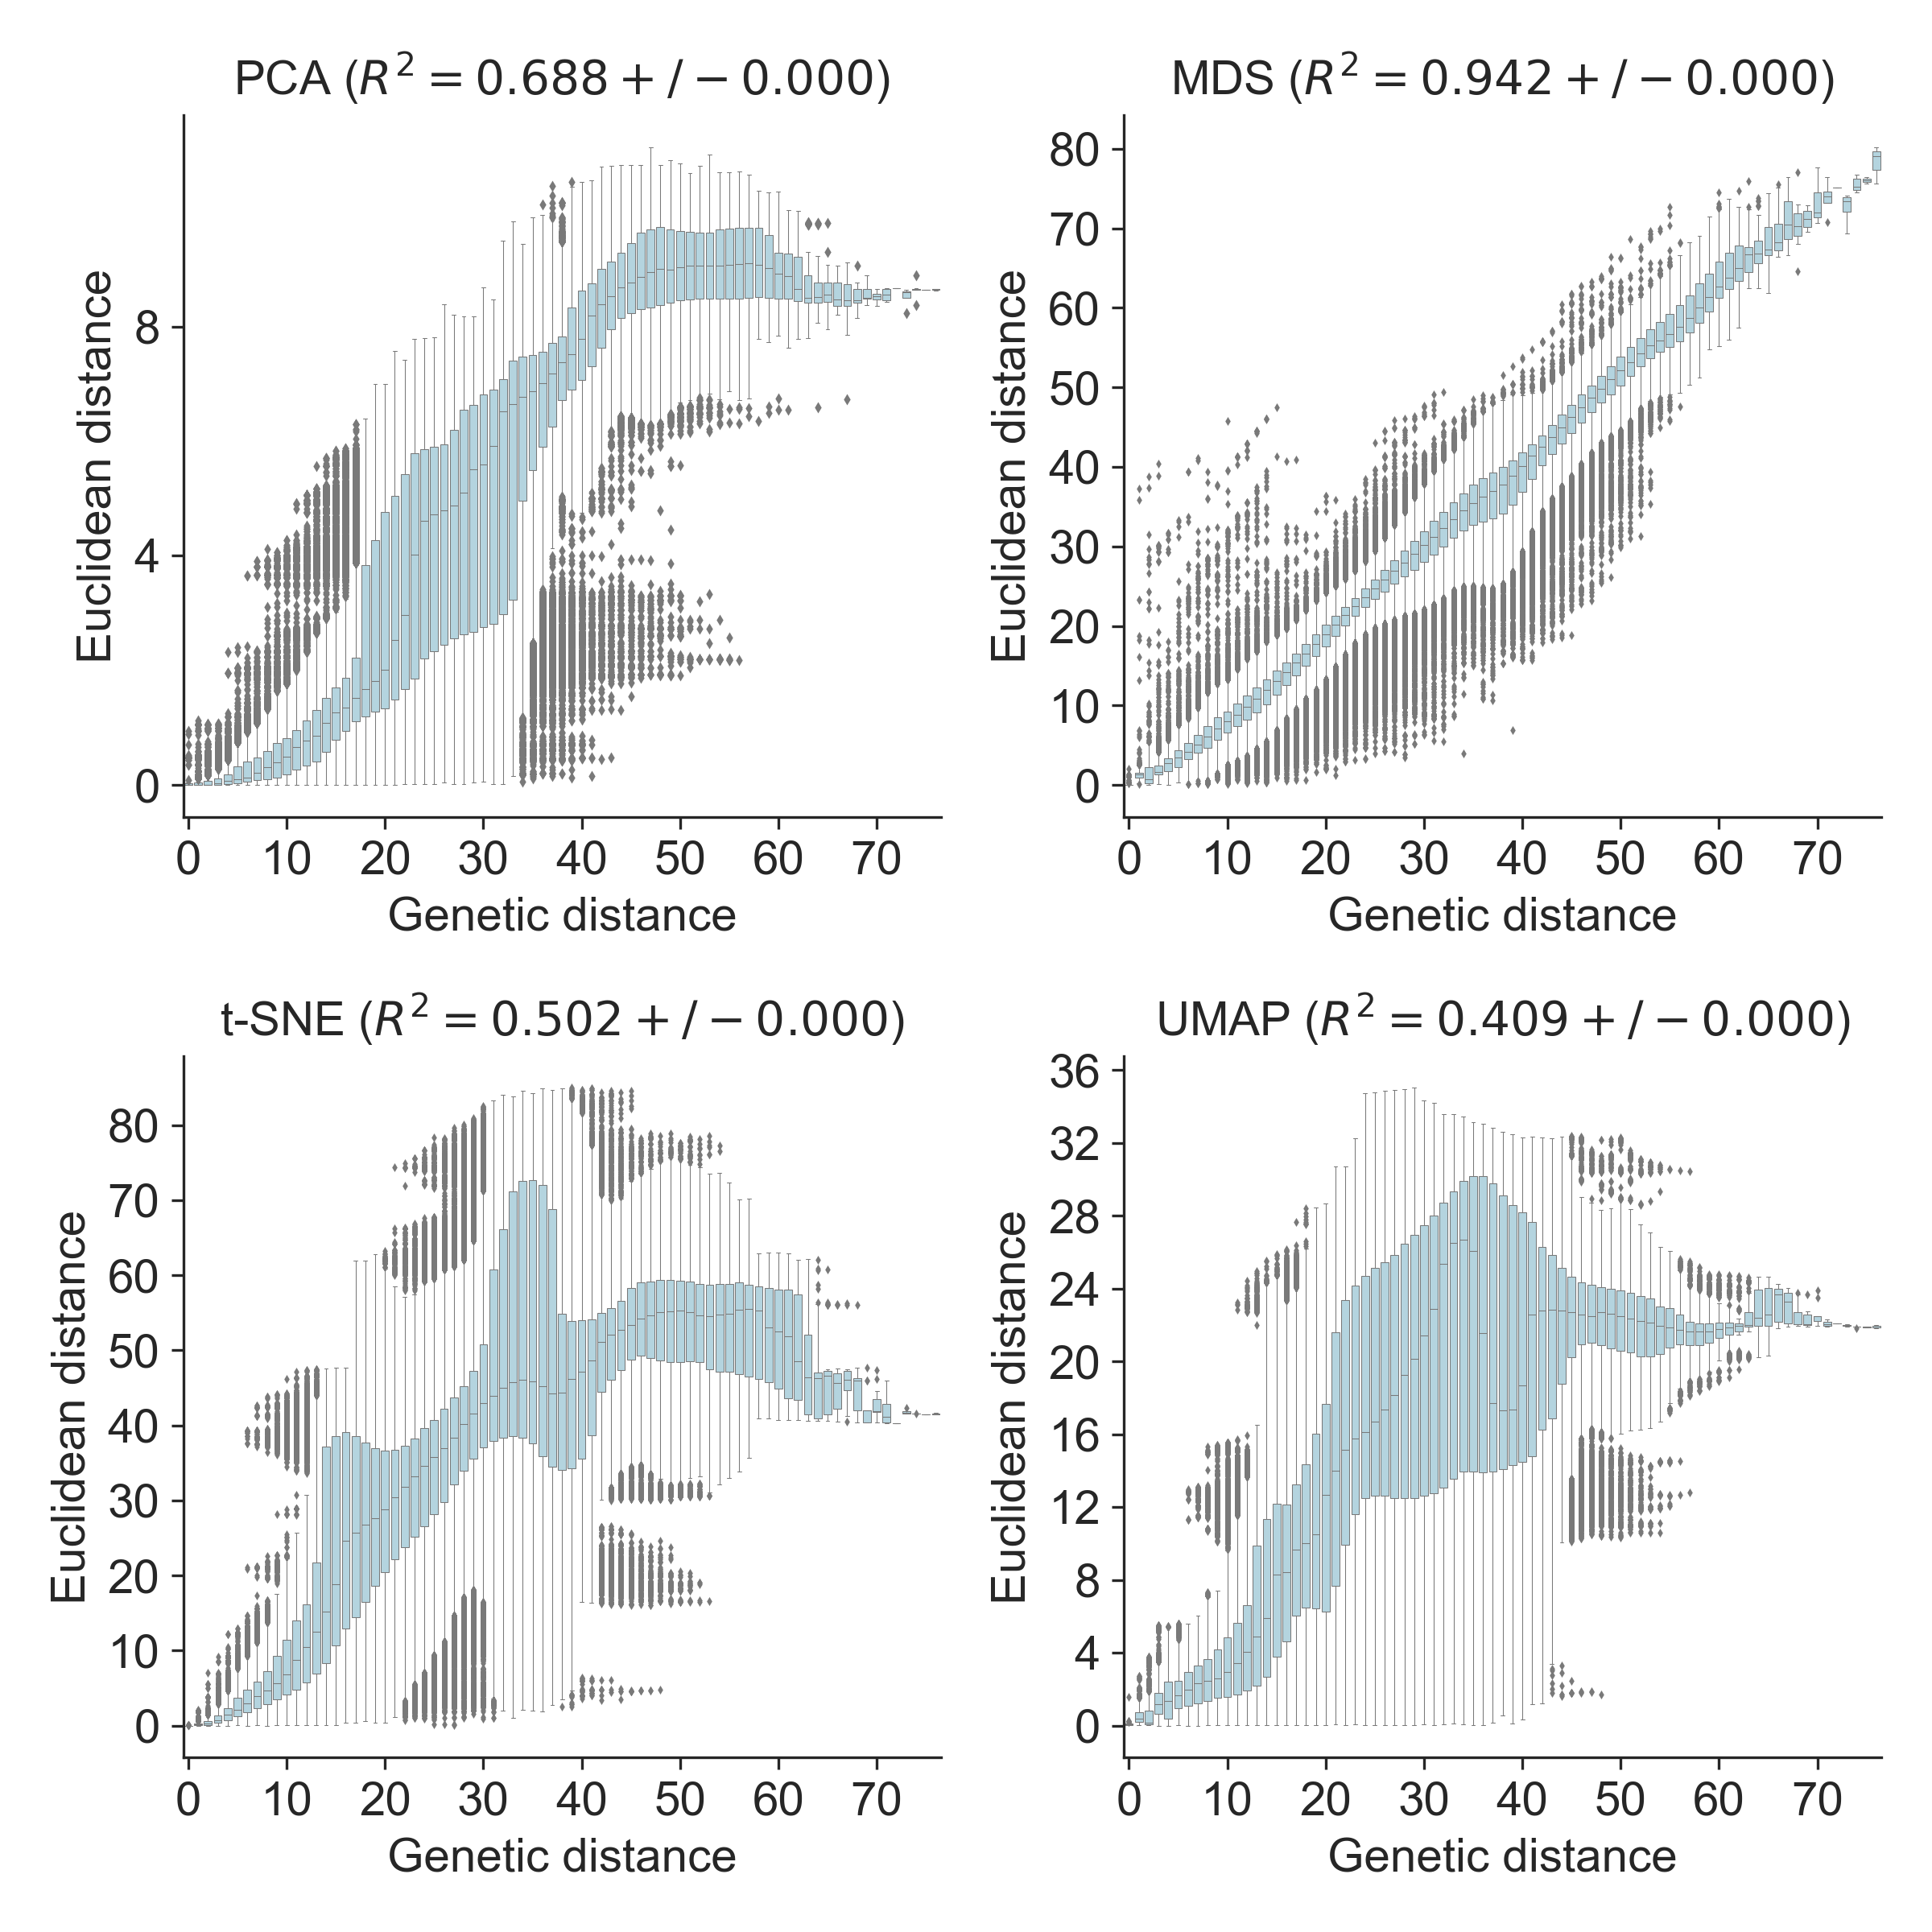 PCA (R² = 0.688 + / − 0.000)
8
4
0
Euclidean distance
0 10 20 30 40 50 60 70
Genetic distance
MDS (R² = 0.942 + / − 0.000)
80
70
60
50
40
30
20
10
0
Euclidean distance
0 10 20 30 40 50 60 70
Genetic distance
t-SNE (R² = 0.502 + / − 0.000)
80
70
60
50
40
30
20
10
0
Euclidean distance
0 10 20 30 40 50 60 70
Genetic distance
UMAP (R² = 0.409 + / − 0.000)
36
32
28
24
20
16
12
8
4
0
Euclidean distance
0 10 20 30 40 50 60 70
Genetic distance